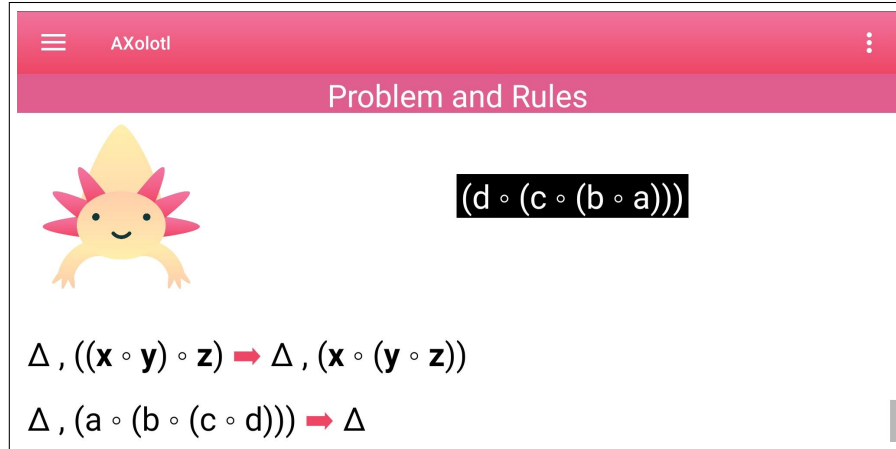 AXolotl
Problem and Rules
(d ∘ (c ∘ (b ∘ a)))
Δ , ((x ∘ y) ∘ z) ➡ Δ , (x ∘ (y ∘ z))
Δ , (a ∘ (b ∘ (c ∘ d))) ➡ Δ